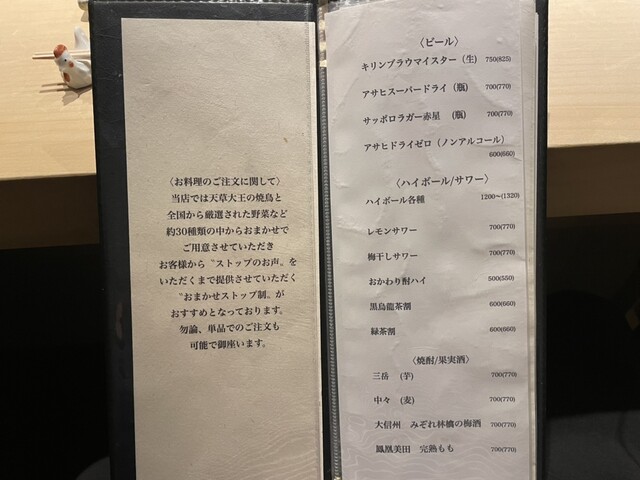 〈お料理のご注文に関して〉
当店では天草大王の焼鳥と
全国から厳選された野菜など
約30種類の中からおまかせで
ご用意させていただき
お客様から〝ストップのお声〟を
いただくまで提供させていただく
〝おまかせストップ制〟が
おすすめとなっております。
勿論、単品でのご注文も
可能で御座います。
〈ビール〉
キリンブラウマイスター（生） 750(825)
アサヒスーパードライ（瓶） 700(770)
サッポロラガー赤星　（瓶） 700(770)
アサヒドライゼロ（ノンアルコール）
600(660)
〈ハイボール/サワー〉
ハイボール各種 1200〜(1320)
レモンサワー 700(770)
梅干しサワー 700(770)
おかわり酎ハイ 500(550)
黒烏龍茶割 600(660)
緑茶割 600(660)
〈焼酎/果実酒〉
三岳　(芋) 700(770)
中々　(麦) 700(770)
大信州　みぞれ林檎の梅酒 700(770)
鳳凰美田　完熟もも 700(770)